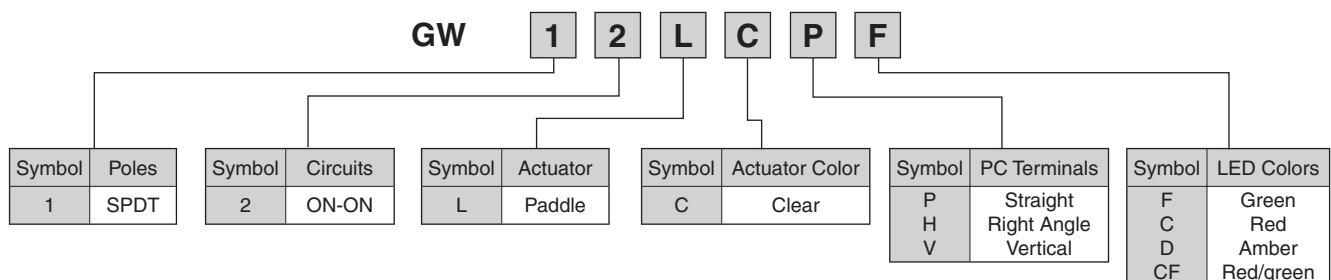 GW 1 2 L C P F
Symbol Poles
1 SPDT
Symbol Circuits
2 ON-ON
Symbol Actuator
L Paddle
Symbol Actuator Color
C Clear
Symbol PC Terminals
P Straight
H Right Angle
V Vertical
Symbol LED Colors
F Green
C Red
D Amber
CF Red/green